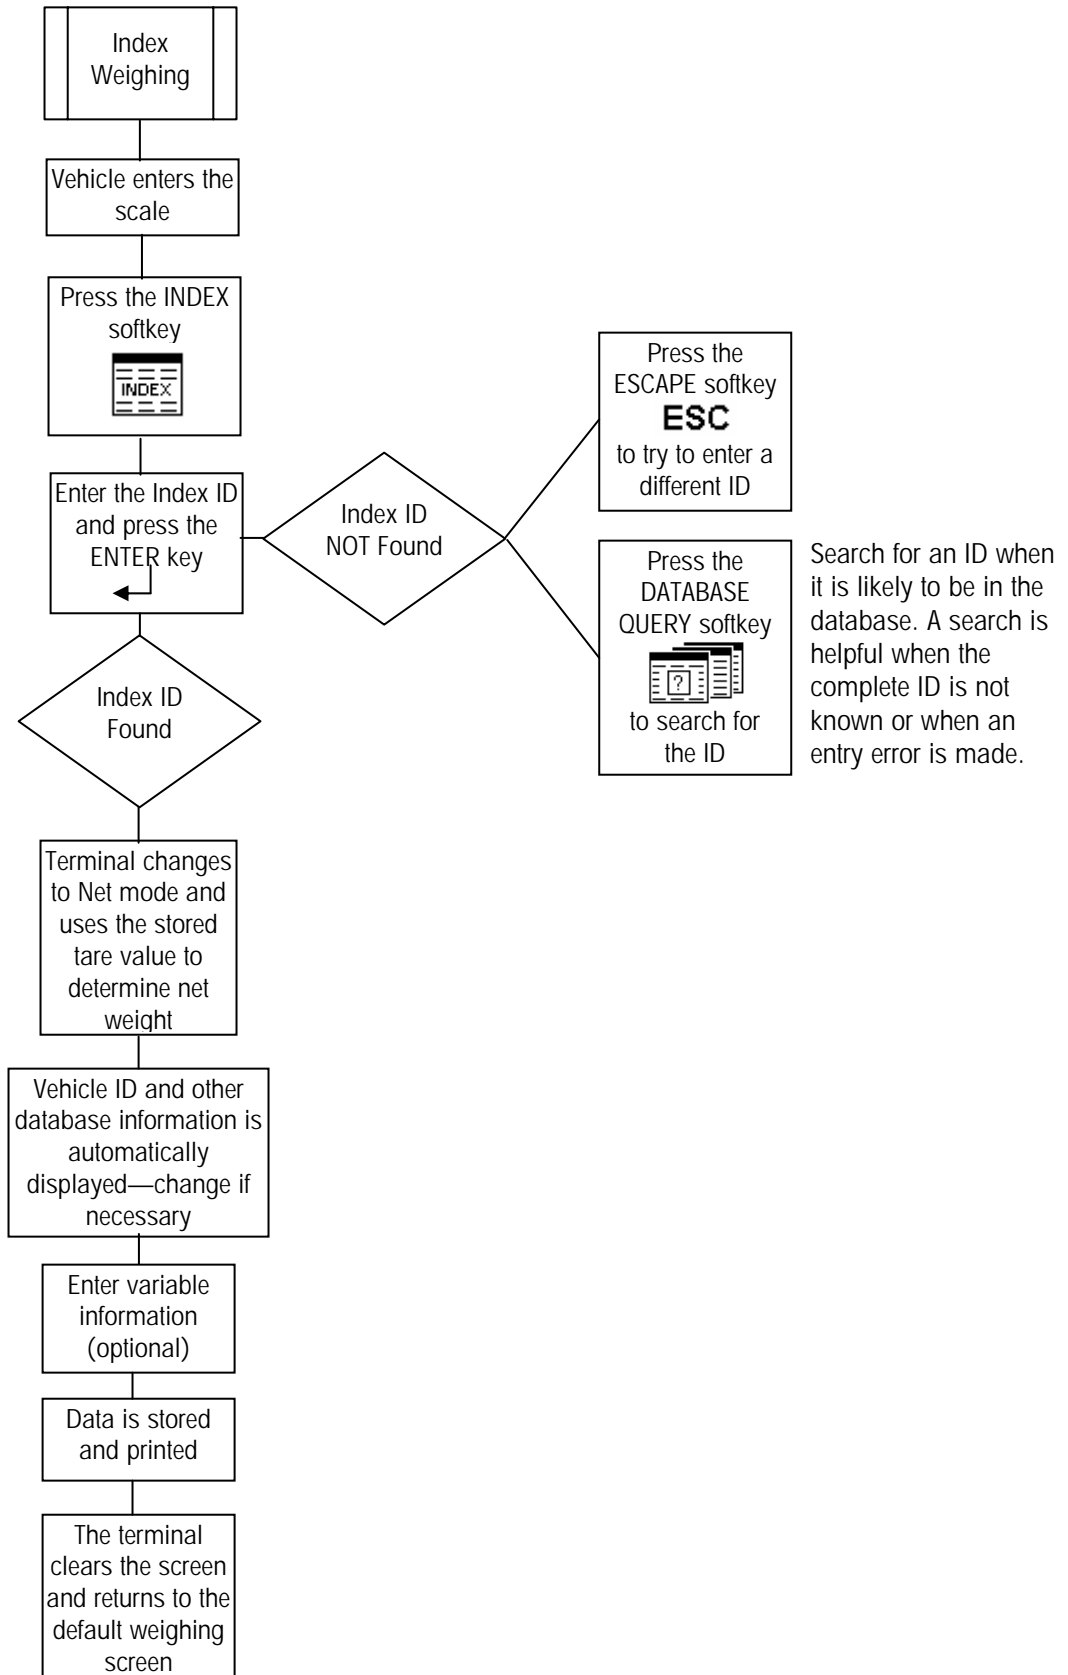 Index
Weighing
Vehicle enters the
scale
Press the INDEX
softkey
INDEX
Enter the Index ID
and press the
ENTER key
Index ID
NOT Found
Press the
ESCAPE softkey
ESC
to try to enter a
different ID
Press the
DATABASE
QUERY softkey
?
to search for
the ID
Search for an ID when
it is likely to be in the
database. A search is
helpful when the
complete ID is not
known or when an
entry error is made.
Index ID
Found
Terminal changes
to Net mode and
uses the stored
tare value to
determine net
weight
Vehicle ID and other
database information is
automatically
displayed—change if
necessary
Enter variable
information
(optional)
Data is stored
and printed
The terminal
clears the screen
and returns to the
default weighing
screen